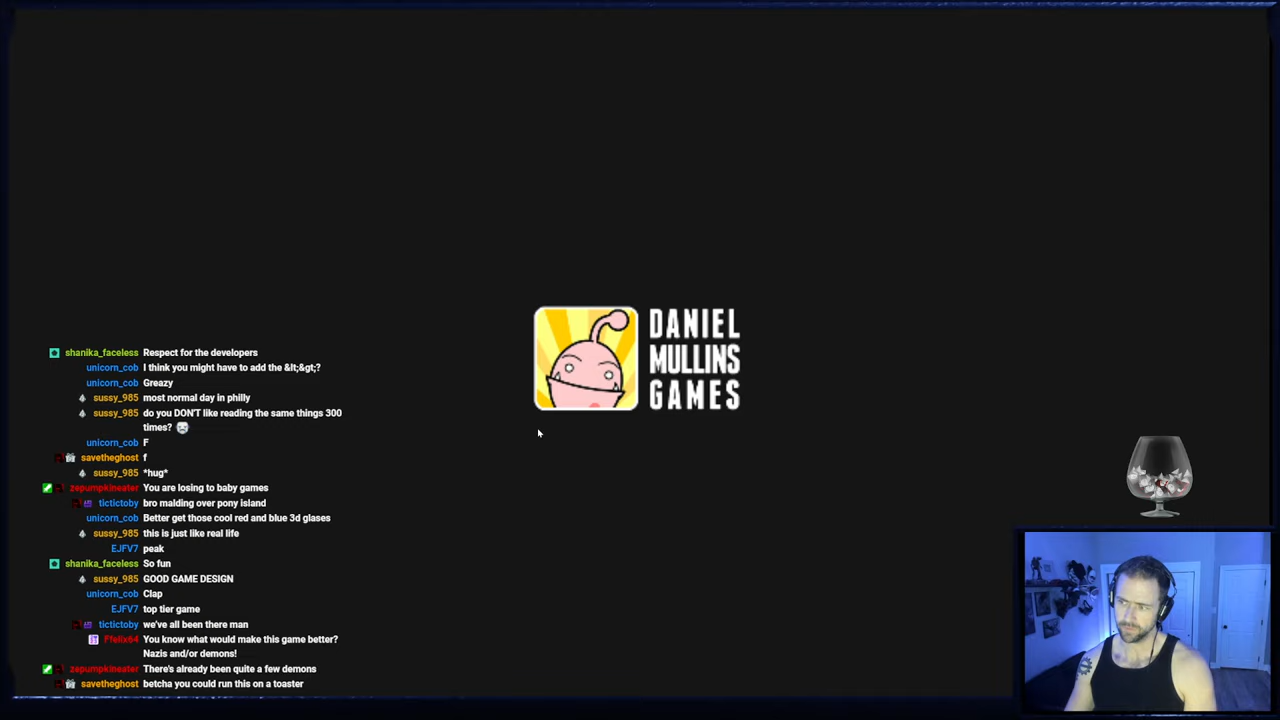 DANIEL
MULLINS
GAMES
shanika_faceless Respect for the developers
unicorn_cob I think you might have to add the &lt;&gt;?
unicorn_cob Greazy
sussy_985 most normal day in philly
sussy_985 do you DON'T like reading the same things 300
times?
unicorn_cob F
savetheghost f
sussy_985 *hug*
zepumpkineater You are losing to baby games
tictictoby bro malding over pony island
unicorn_cob Better get those cool red and blue 3d glases
sussy_985 this is just like real life
EJFV7 peak
shanika_faceless So fun
sussy_985 GOOD GAME DESIGN
unicorn_cob Clap
EJFV7 top tier game
tictictoby we've all been there man
Ffelix64 You know what would make this game better?
Nazis and/or demons!
zepumpkineater There's already been quite a few demons
savetheghost betcha you could run this on a toaster